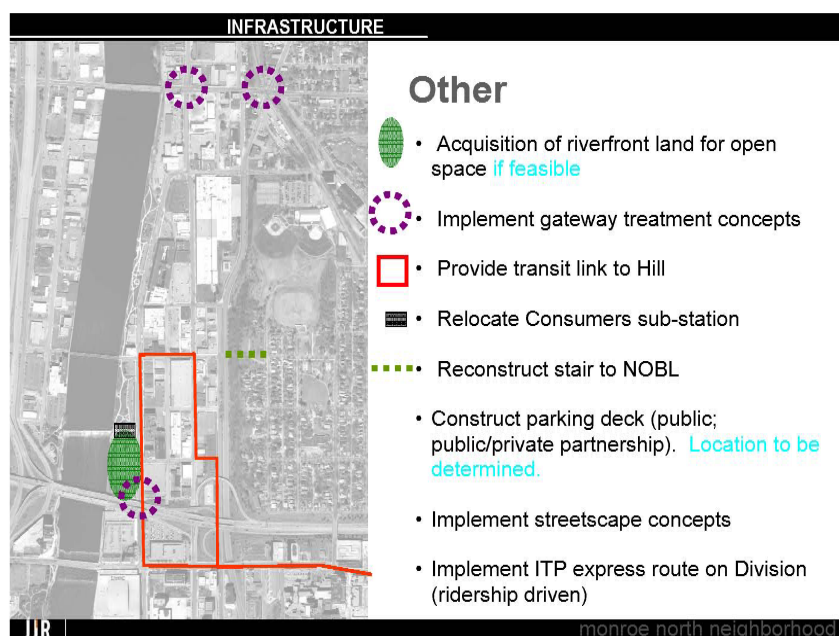 INFRASTRUCTURE
Other
• Acquisition of riverfront land for open
space if feasible
• Implement gateway treatment concepts
• Provide transit link to Hill
• Relocate Consumers sub-station
• Reconstruct stair to NOBL
• Construct parking deck (public;
public/private partnership). Location to be
determined.
• Implement streetscape concepts
• Implement ITP express route on Division
(ridership driven)
monroe north neighborhood